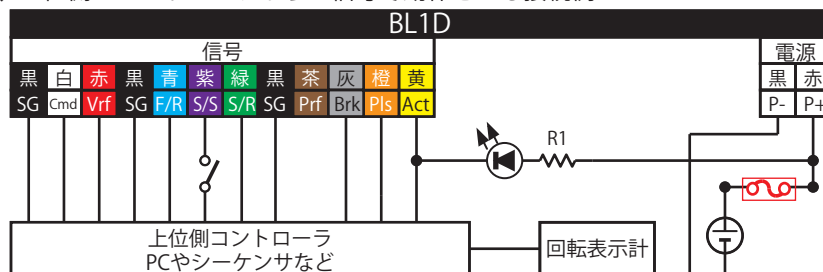 BL1D
信号
電源
黒 白 赤 黒 青 紫 緑 黒 茶 灰 橙 黄
黒 赤
SG Cmd Vrf SG F/R S/S S/R SG Prf Brk Pls Act
P- P+
R1
上位側コントローラ
PCやシーケンサなど
回転表示計